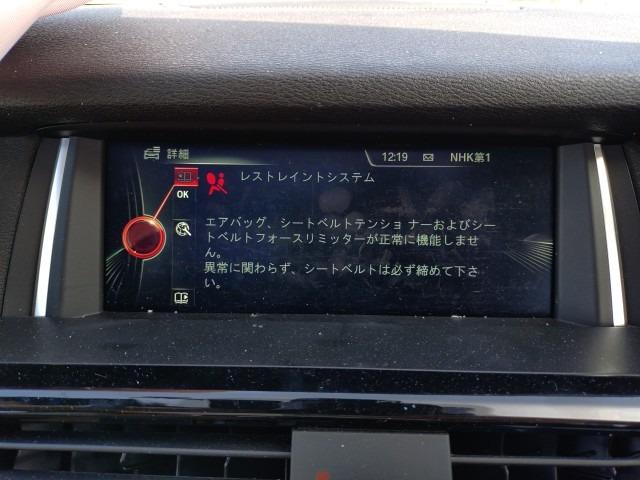 詳細
12:19 NHK第1
レストレイントシステム
OK
エアバッグ、シートベルトテンショ ナーおよびシー
トベルトフォースリミッターが正常に機能しませ
ん。
異常に関わらず、シートベルトは必ず締めて下さ
い。